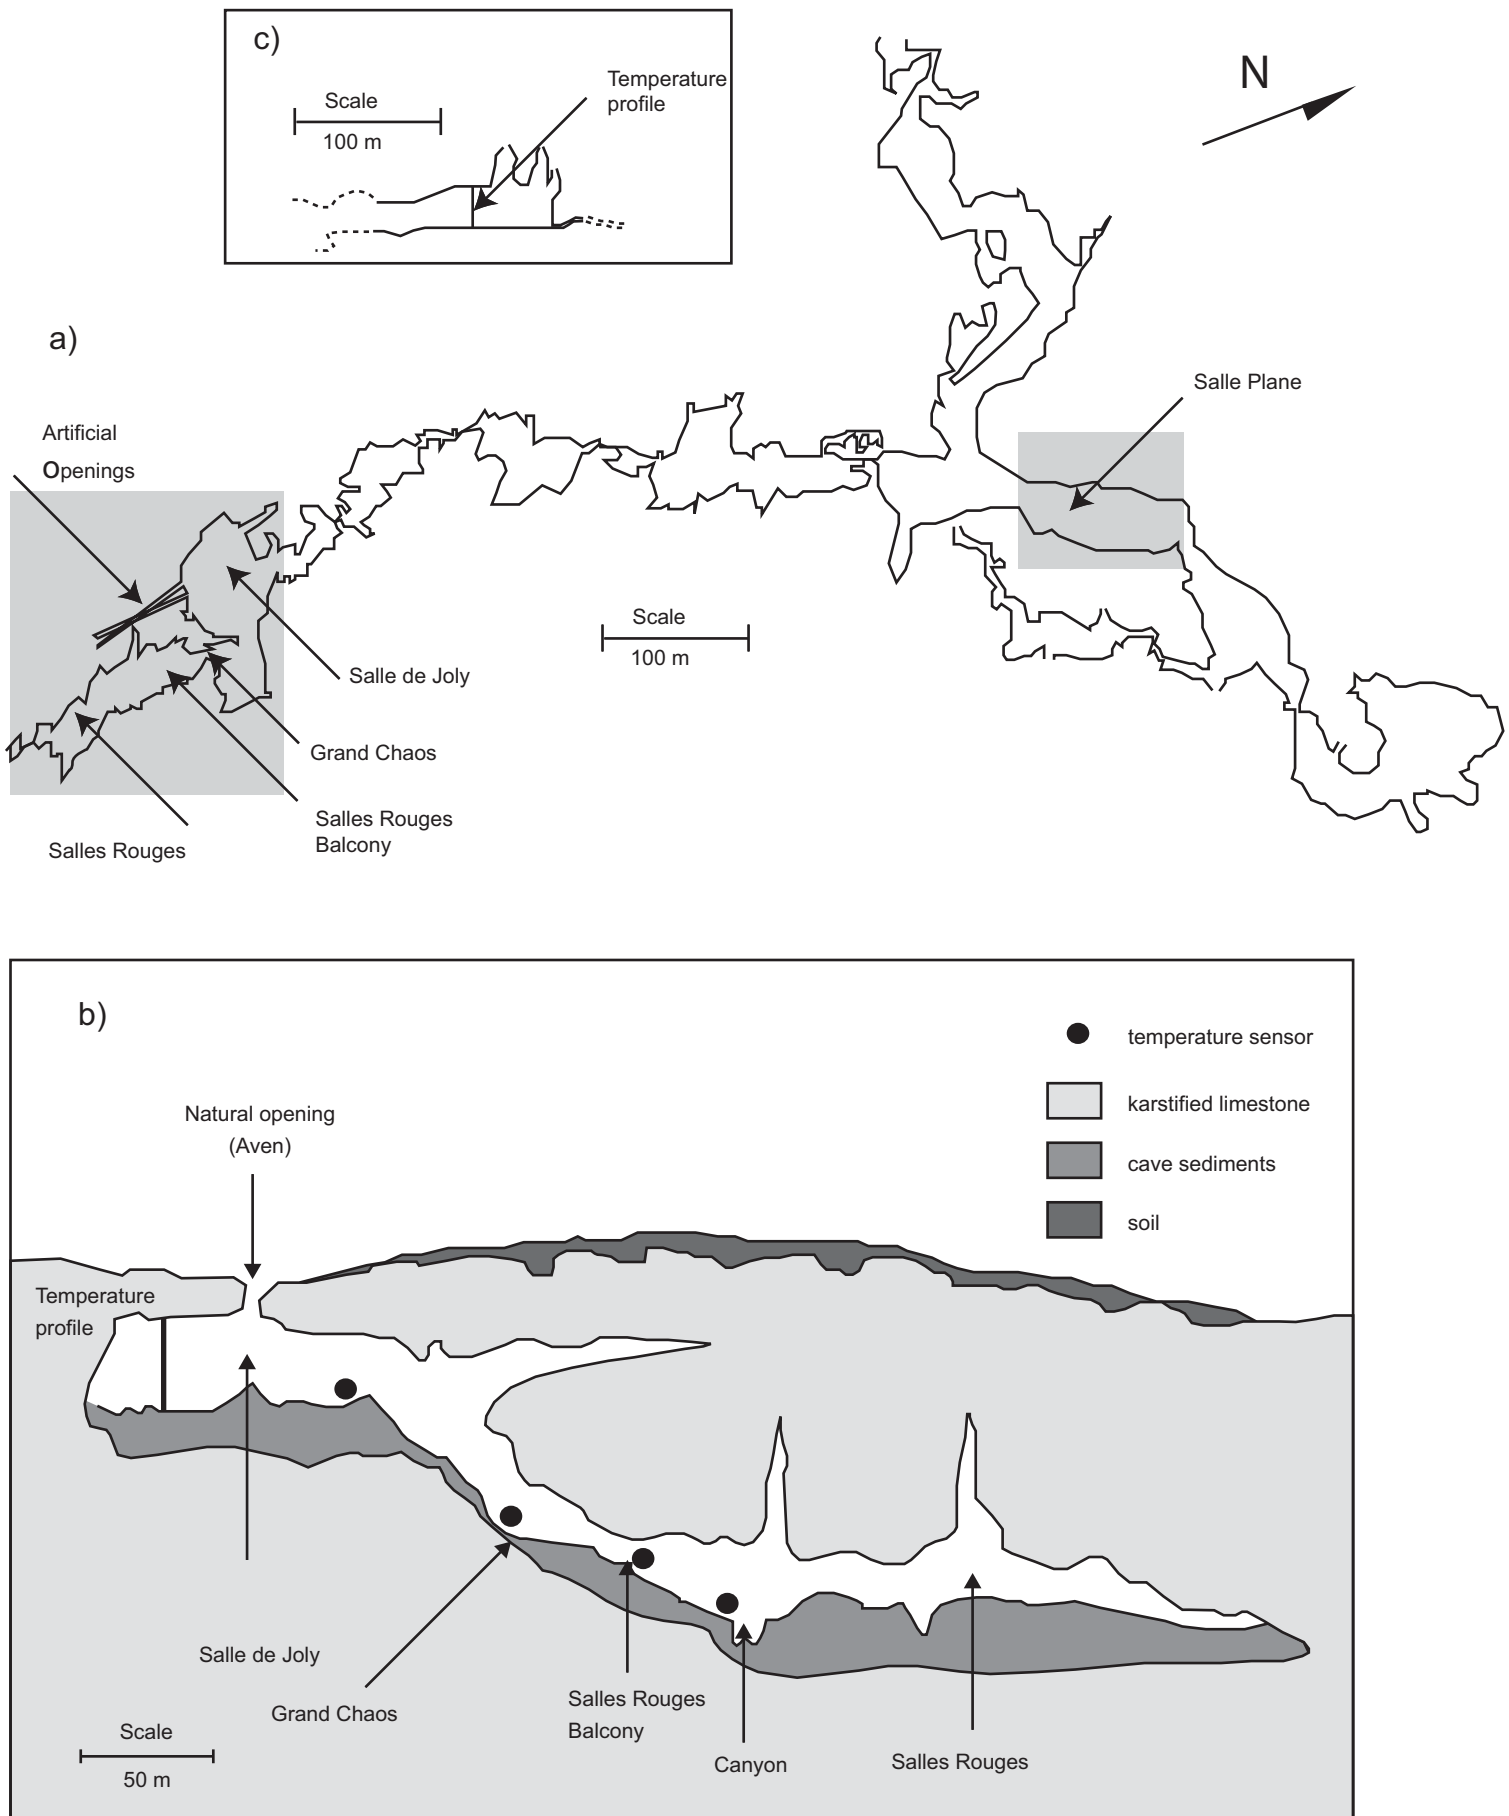 c)
Scale
100 m
Temperature
profile
N
a)
Artificial
Openings
Salle Plane
Scale
100 m
Salle de Joly
Grand Chaos
Salles Rouges
Balcony
Salles Rouges
b)
temperature sensor
karstified limestone
cave sediments
soil
Natural opening
(Aven)
Temperature
profile
Salle de Joly
Grand Chaos
Salles Rouges
Balcony
Canyon
Salles Rouges
Scale
50 m